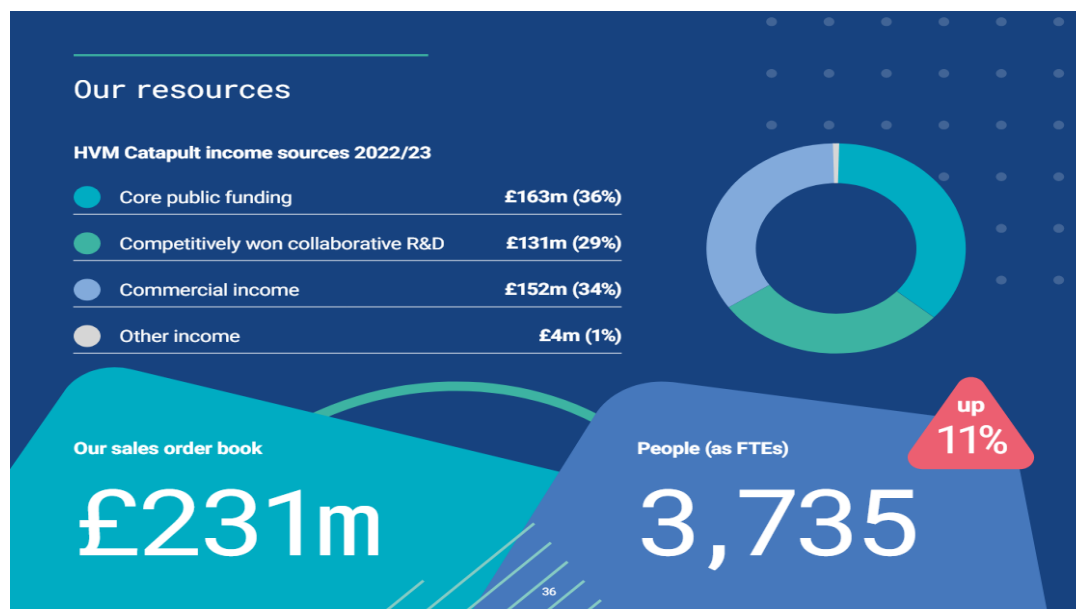 Our resources
HVM Catapult income sources 2022/23
Core public funding £163m (36%)
Competitively won collaborative R&D £131m (29%)
Commercial income £152m (34%)
Other income £4m (1%)
Our sales order book
£231m
People (as FTEs)
3,735
up
11%
36